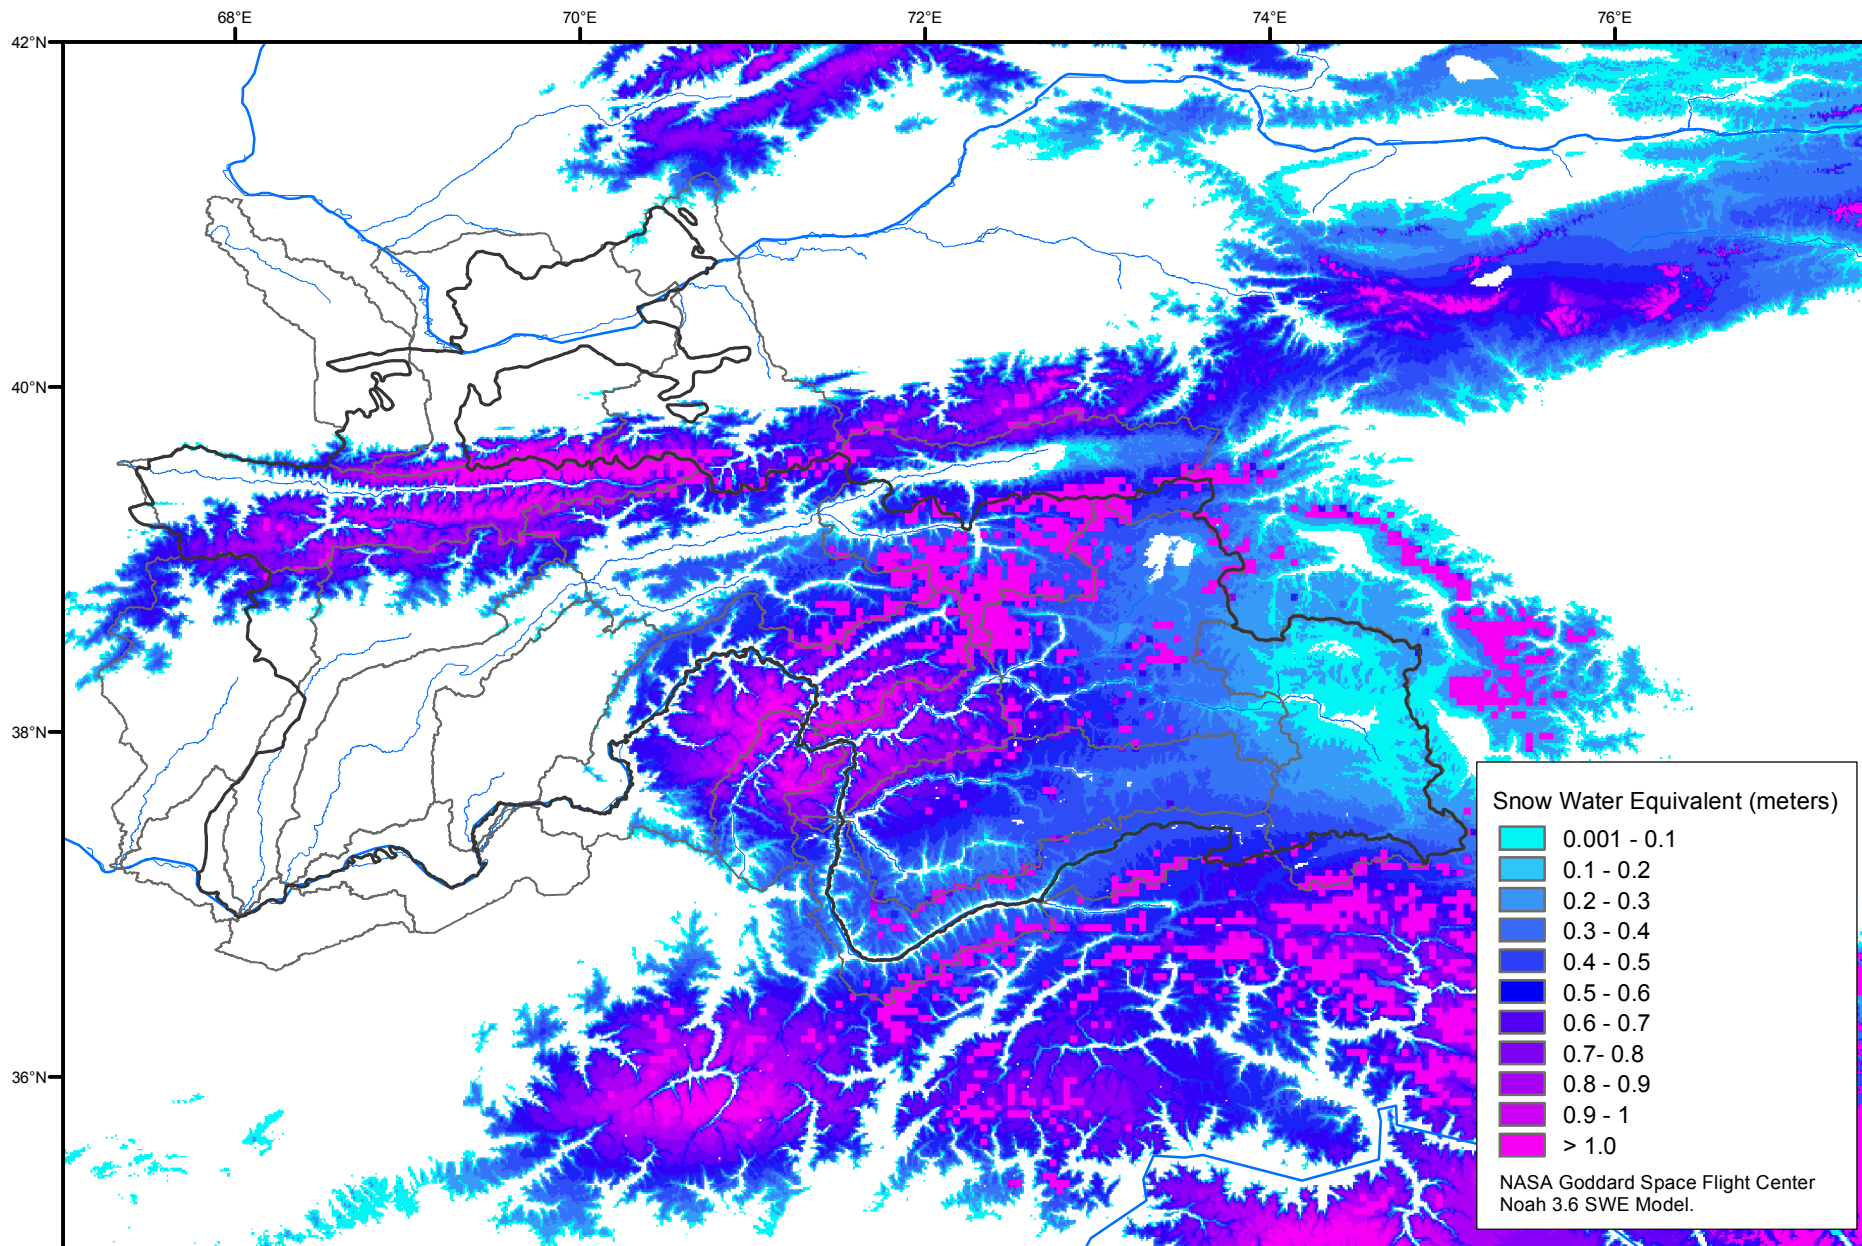 68°E
70°E
72°E
74°E
76°E
42°N
40°N
38°N
36°N
Snow Water Equivalent (meters)
0.001 - 0.1
0.1 - 0.2
0.2 - 0.3
0.3 - 0.4
0.4 - 0.5
0.5 - 0.6
0.6 - 0.7
0.7- 0.8
0.8 - 0.9
0.9 - 1
> 1.0
NASA Goddard Space Flight Center
Noah 3.6 SWE Model.